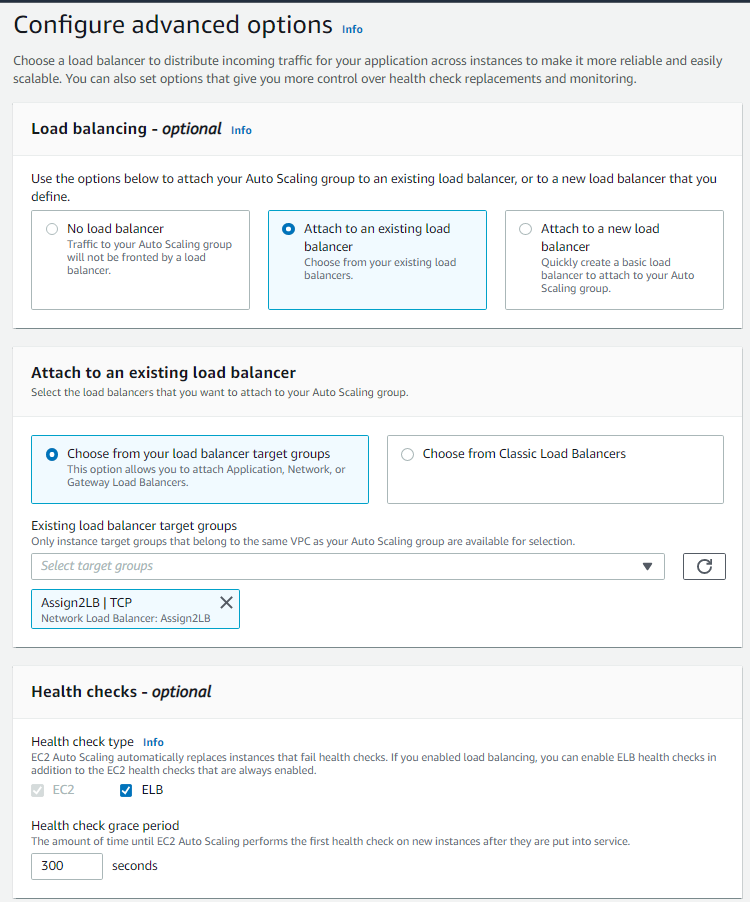 Configure advanced options Info
Choose a load balancer to distribute incoming traffic for your application across instances to make it more reliable and easily
scalable. You can also set options that give you more control over health check replacements and monitoring.
Load balancing - optional Info
Use the options below to attach your Auto Scaling group to an existing load balancer, or to a new load balancer that you
define.
No load balancer
Traffic to your Auto Scaling group
will not be fronted by a load
balancer.
Attach to an existing load
balancer
Choose from your existing load
balancers.
Attach to a new load
balancer
Quickly create a basic load
balancer to attach to your Auto
Scaling group.
Attach to an existing load balancer
Select the load balancers that you want to attach to your Auto Scaling group.
Choose from your load balancer target groups
This option allows you to attach Application, Network, or
Gateway Load Balancers.
Choose from Classic Load Balancers
Existing load balancer target groups
Only instance target groups that belong to the same VPC as your Auto Scaling group are available for selection.
Select target groups
Assign2LB | TCP
Network Load Balancer: Assign2LB
Health checks - optional
Health check type Info
EC2 Auto Scaling automatically replaces instances that fail health checks. If you enabled load balancing, you can enable ELB health checks in
addition to the EC2 health checks that are always enabled.
EC2 ELB
Health check grace period
The amount of time until EC2 Auto Scaling performs the first health check on new instances after they are put into service.
300 seconds